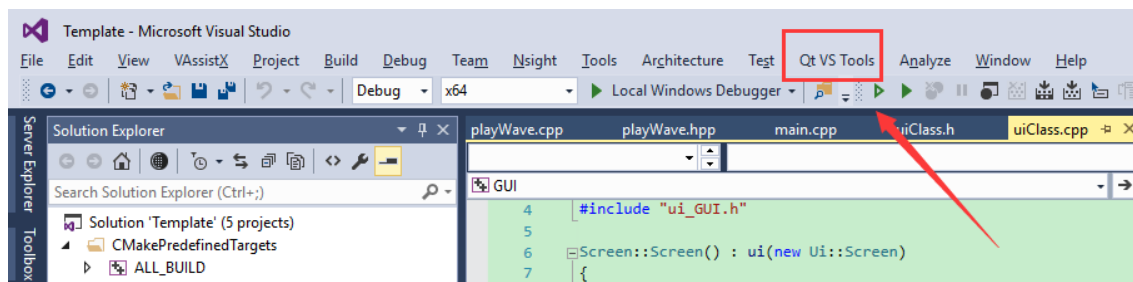 Template - Microsoft Visual Studio
File Edit View VAssistX Project Build Debug Team Nsight Tools Architecture Test Qt VS Tools Analyze Window Help
Debug x64 Local Windows Debugger
Server Explorer
Toolbox
Solution Explorer
Search Solution Explorer (Ctrl+;)
Solution 'Template' (5 projects)
CMakePredefinedTargets
ALL_BUILD
playWave.cpp playWave.hpp main.cpp uiClass.h uiClass.cpp
GUI
4 #include "ui_GUI.h"
5
6 Screen::Screen() : ui(new Ui::Screen)
7 {